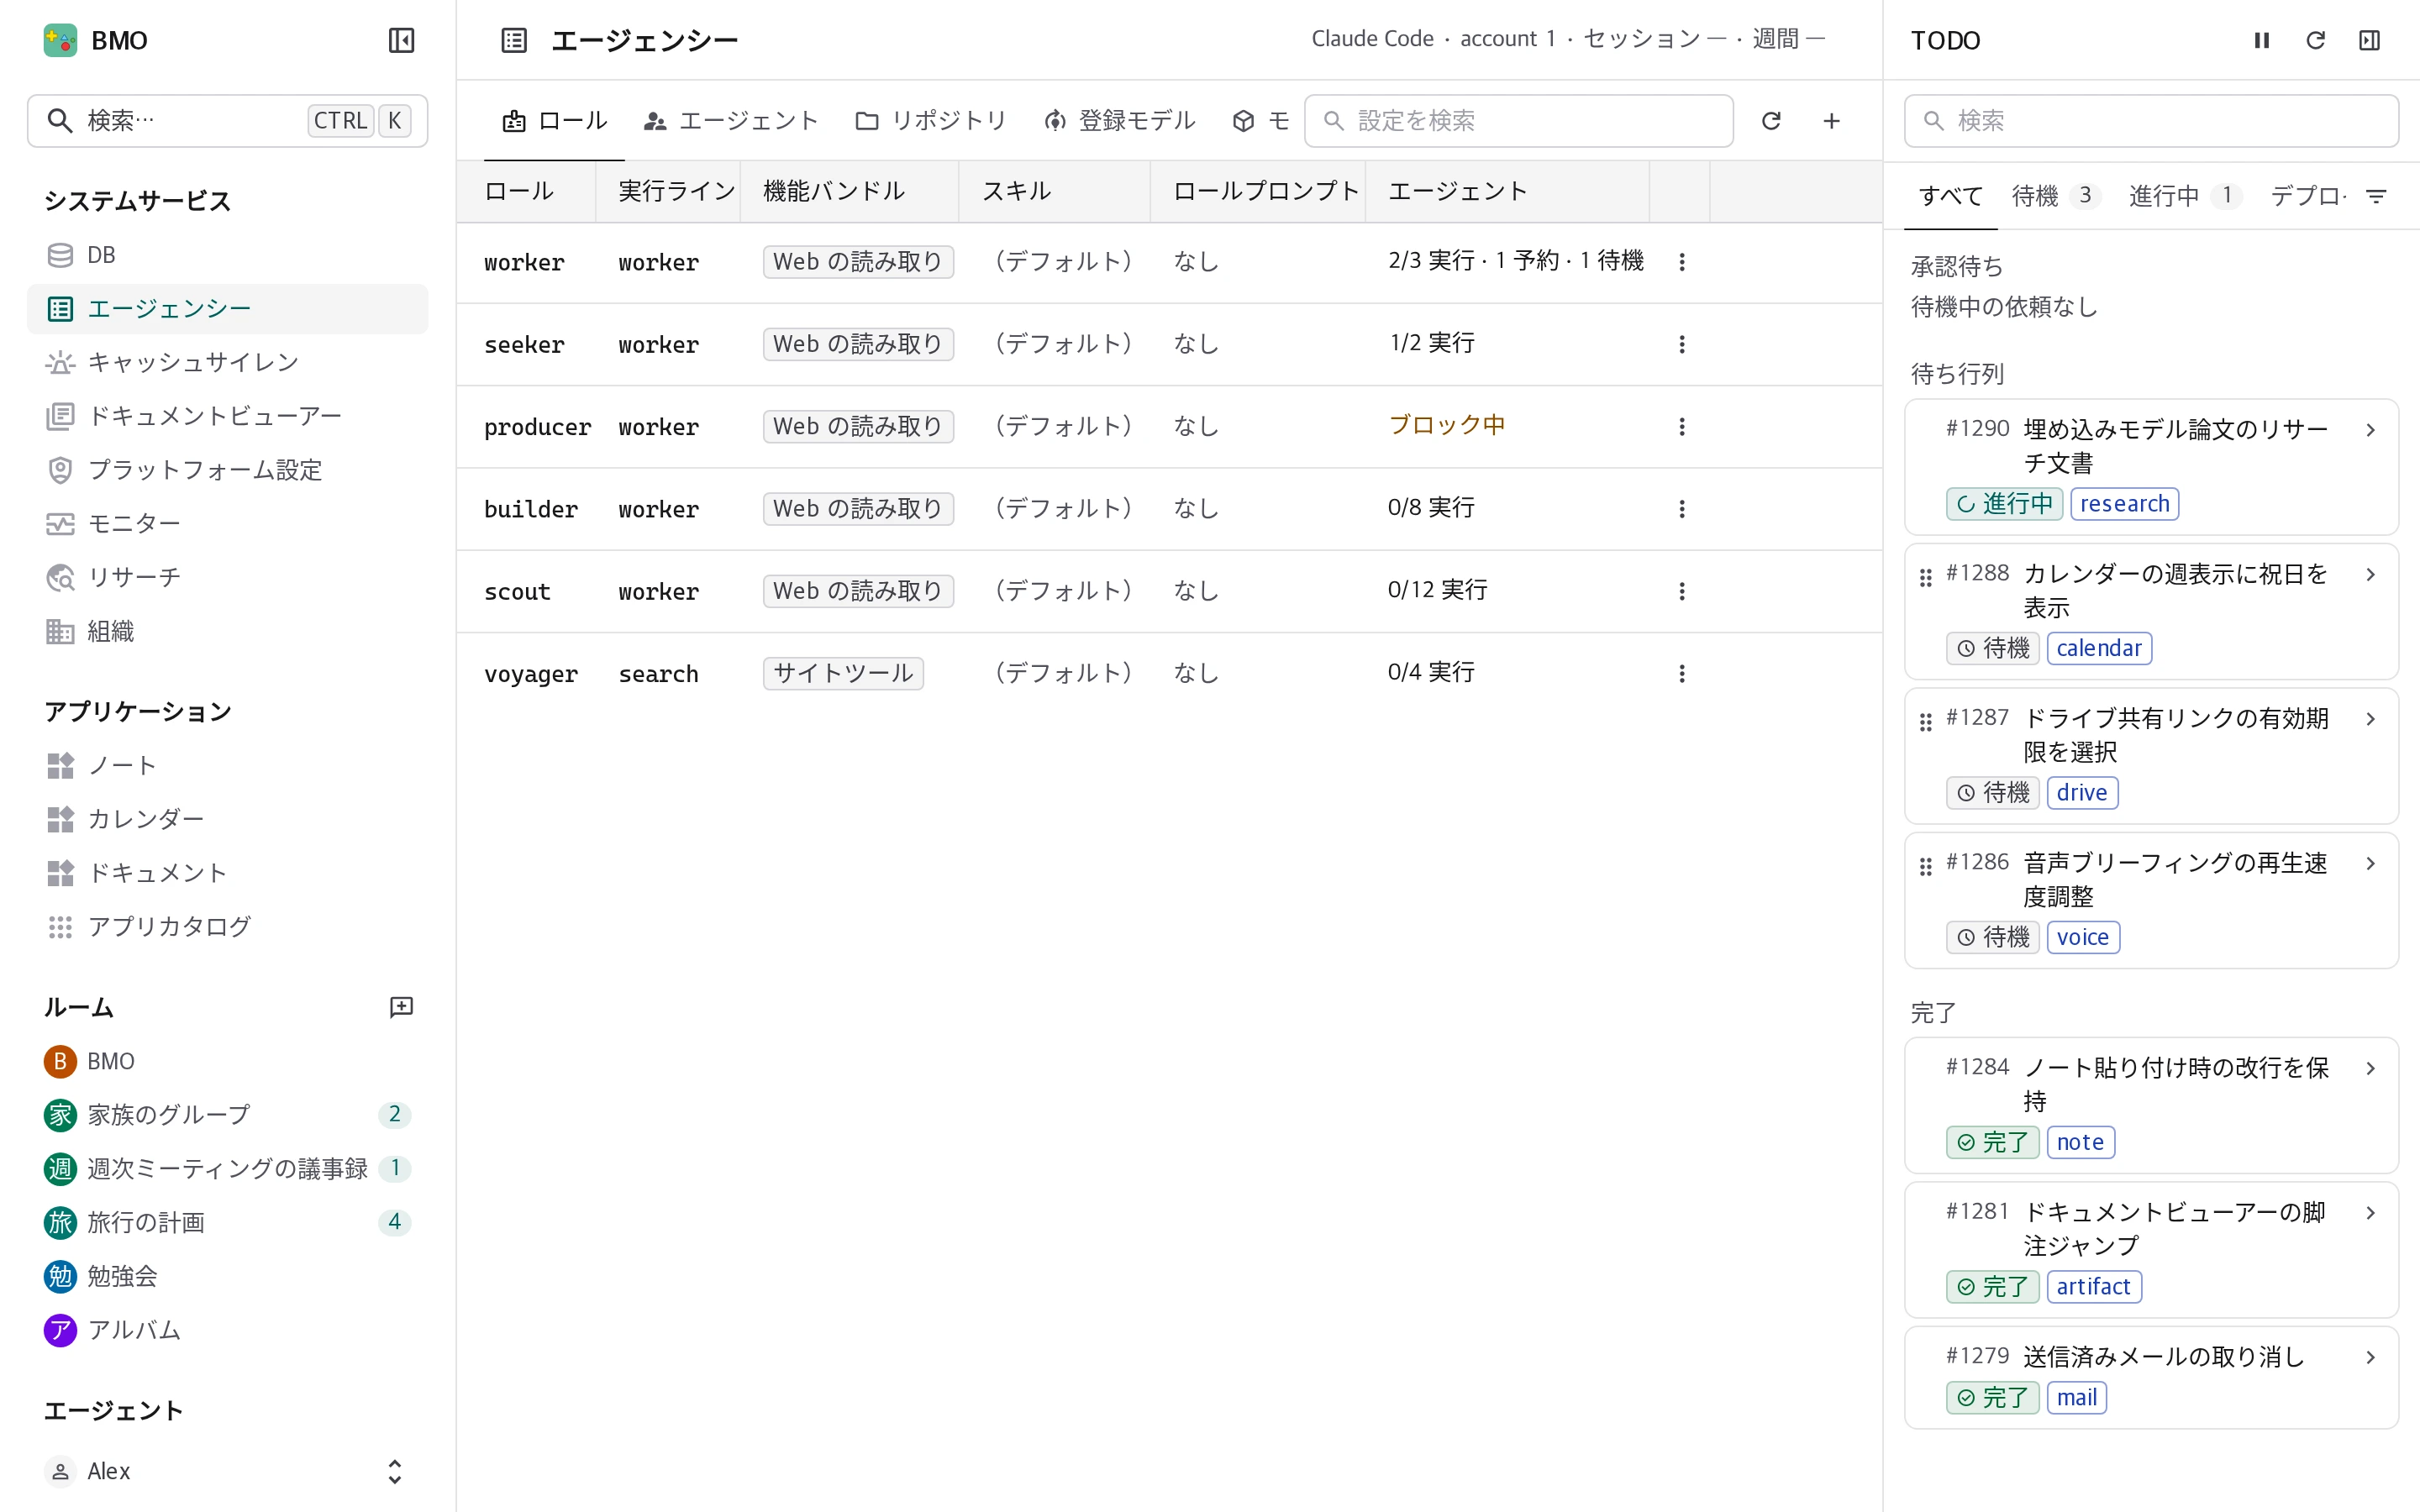 BMO
検索…
CTRL K
システムサービス
DB
エージェンシー
キャッシュサイレン
ドキュメントビューアー
プラットフォーム設定
モニター
リサーチ
組織
アプリケーション
ノート
カレンダー
ドキュメント
アプリカタログ
ルーム
B BMO
家 家族のグループ 2
週 週次ミーティングの議事録 1
旅 旅行の計画 4
勉 勉強会
ア アルバム
エージェント
Alex
エージェンシー
Claude Code · account 1 · セッション — · 週間 —
ロール エージェント リポジトリ 登録モデル モ 設定を検索
ロール 実行ライン 機能バンドル スキル ロールプロンプト エージェント
worker worker Web の読み取り （デフォルト） なし 2/3 実行 · 1 予約 · 1 待機
seeker worker Web の読み取り （デフォルト） なし 1/2 実行
producer worker Web の読み取り （デフォルト） なし ブロック中
builder worker Web の読み取り （デフォルト） なし 0/8 実行
scout worker Web の読み取り （デフォルト） なし 0/12 実行
voyager search サイトツール （デフォルト） なし 0/4 実行
TODO
検索
すべて 待機 3 進行中 1 デプロ
承認待ち
待機中の依頼なし
待ち行列
#1290 埋め込みモデル論文のリサー
チ文書
進行中 research
#1288 カレンダーの週表示に祝日を
表示
待機 calendar
#1287 ドライブ共有リンクの有効期
限を選択
待機 drive
#1286 音声ブリーフィングの再生速
度調整
待機 voice
完了
#1284 ノート貼り付け時の改行を保
持
完了 note
#1281 ドキュメントビューアーの脚
注ジャンプ
完了 artifact
#1279 送信済みメールの取り消し
完了 mail